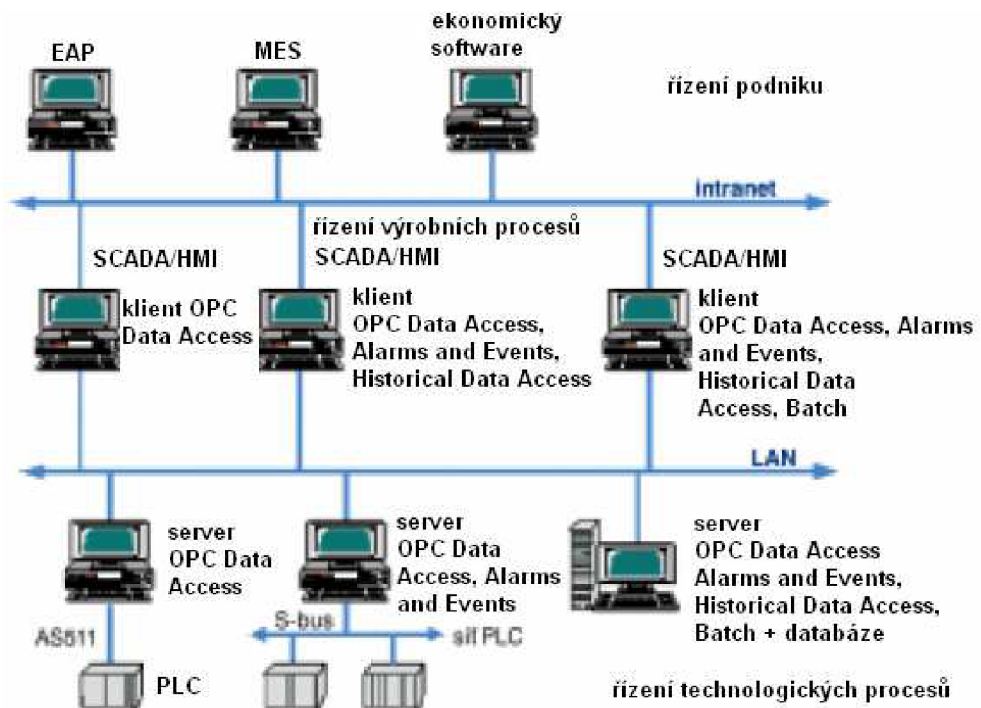 EAP
MES
ekonomický
software
řízení podniku
intranet
řízení výrobních procesů
SCADA/HMI
SCADA/HMI
SCADA/HMI
klient OPC
Data Access
klient
OPC Data Access,
Alarms and Events,
Historical Data Access
klient
OPC Data Access, Alarms
and Events,
Historical Data
Access, Batch
LAN
server
OPC Data
Access
server
OPC Data
Access, Alarms
and Events
server
OPC Data Access
Alarms and Events,
Historical Data Access,
Batch + databáze
AS511
S-bus
síť PLC
PLC
řízení technologických procesů